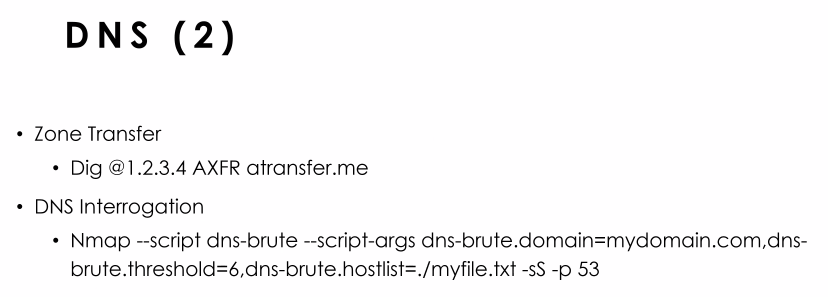 DNS (2)
• Zone Transfer
• Dig @1.2.3.4 AXFR atransfer.me
• DNS Interrogation
• Nmap --script dns-brute --script-args dns-brute.domain=mydomain.com,dns-
brute.threshold=6,dns-brute.hostlist=./myfile.txt -sS -p 53